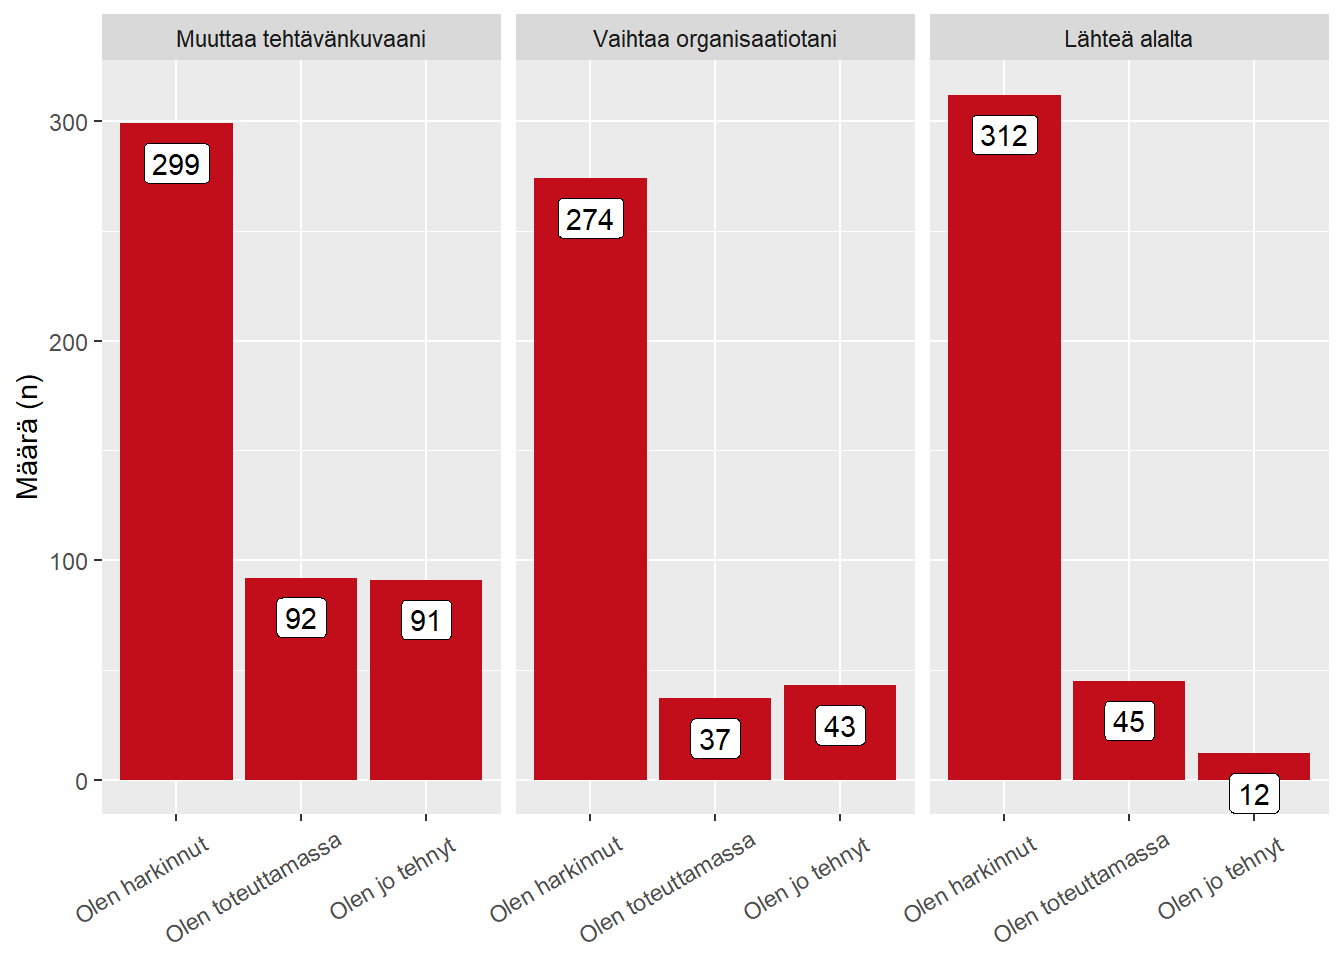 Muuttaa tehtävänkuvaani
Vaihtaa organisaatiotani
Lähteä alalta
Määrä (n)
300
200
100
0
299
92
91
274
37
43
312
45
12
Olen harkinnut
Olen toteuttamassa
Olen jo tehnyt
Olen harkinnut
Olen toteuttamassa
Olen jo tehnyt
Olen harkinnut
Olen toteuttamassa
Olen jo tehnyt